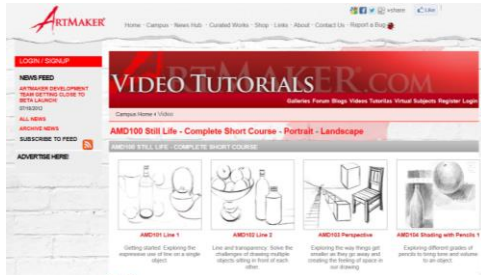 ARTMAKER
+share Like
Home · Campus · News Hub · Curated Works · Shop · Links · About · Contact Us · Report a Bug
LOGIN / SIGNUP
NEWS FEED
ARTMAKER DEVELOPMENT
TEAM GETTING CLOSE TO
BETA LAUNCH!
07/18/2012
ALL NEWS
ARCHIVE NEWS
SUBSCRIBE TO FEED
ADVERTISE HERE!
VIDEO TUTORIALS
ER.COM
Galleries Forum Blogs Videos Tutorials Virtual Subjects Register Login
Campus Home › Video
AMD100 Still Life - Complete Short Course - Portrait - Landscape
AMD100 STILL LIFE - COMPLETE SHORT COURSE
AMD101 Line 1
Getting started: Exploring the
expressive use of line on a single
object
AMD102 Line 2
Line and transparency: Solve the
challenges of drawing multiple
objects sitting in front of each
other.
AMD103 Perspective
Exploring the way things get
smaller as they go away and
creating the feeling of space in
our drawing
AMD104 Shading with Pencils 1
Exploring different grades of
pencils to bring tone and volume
to an object